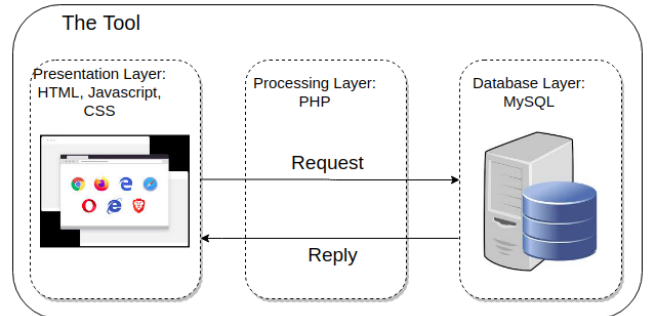 The Tool
Presentation Layer:
HTML, Javascript,
CSS
Processing Layer:
PHP
Database Layer:
MySQL
Request
Reply